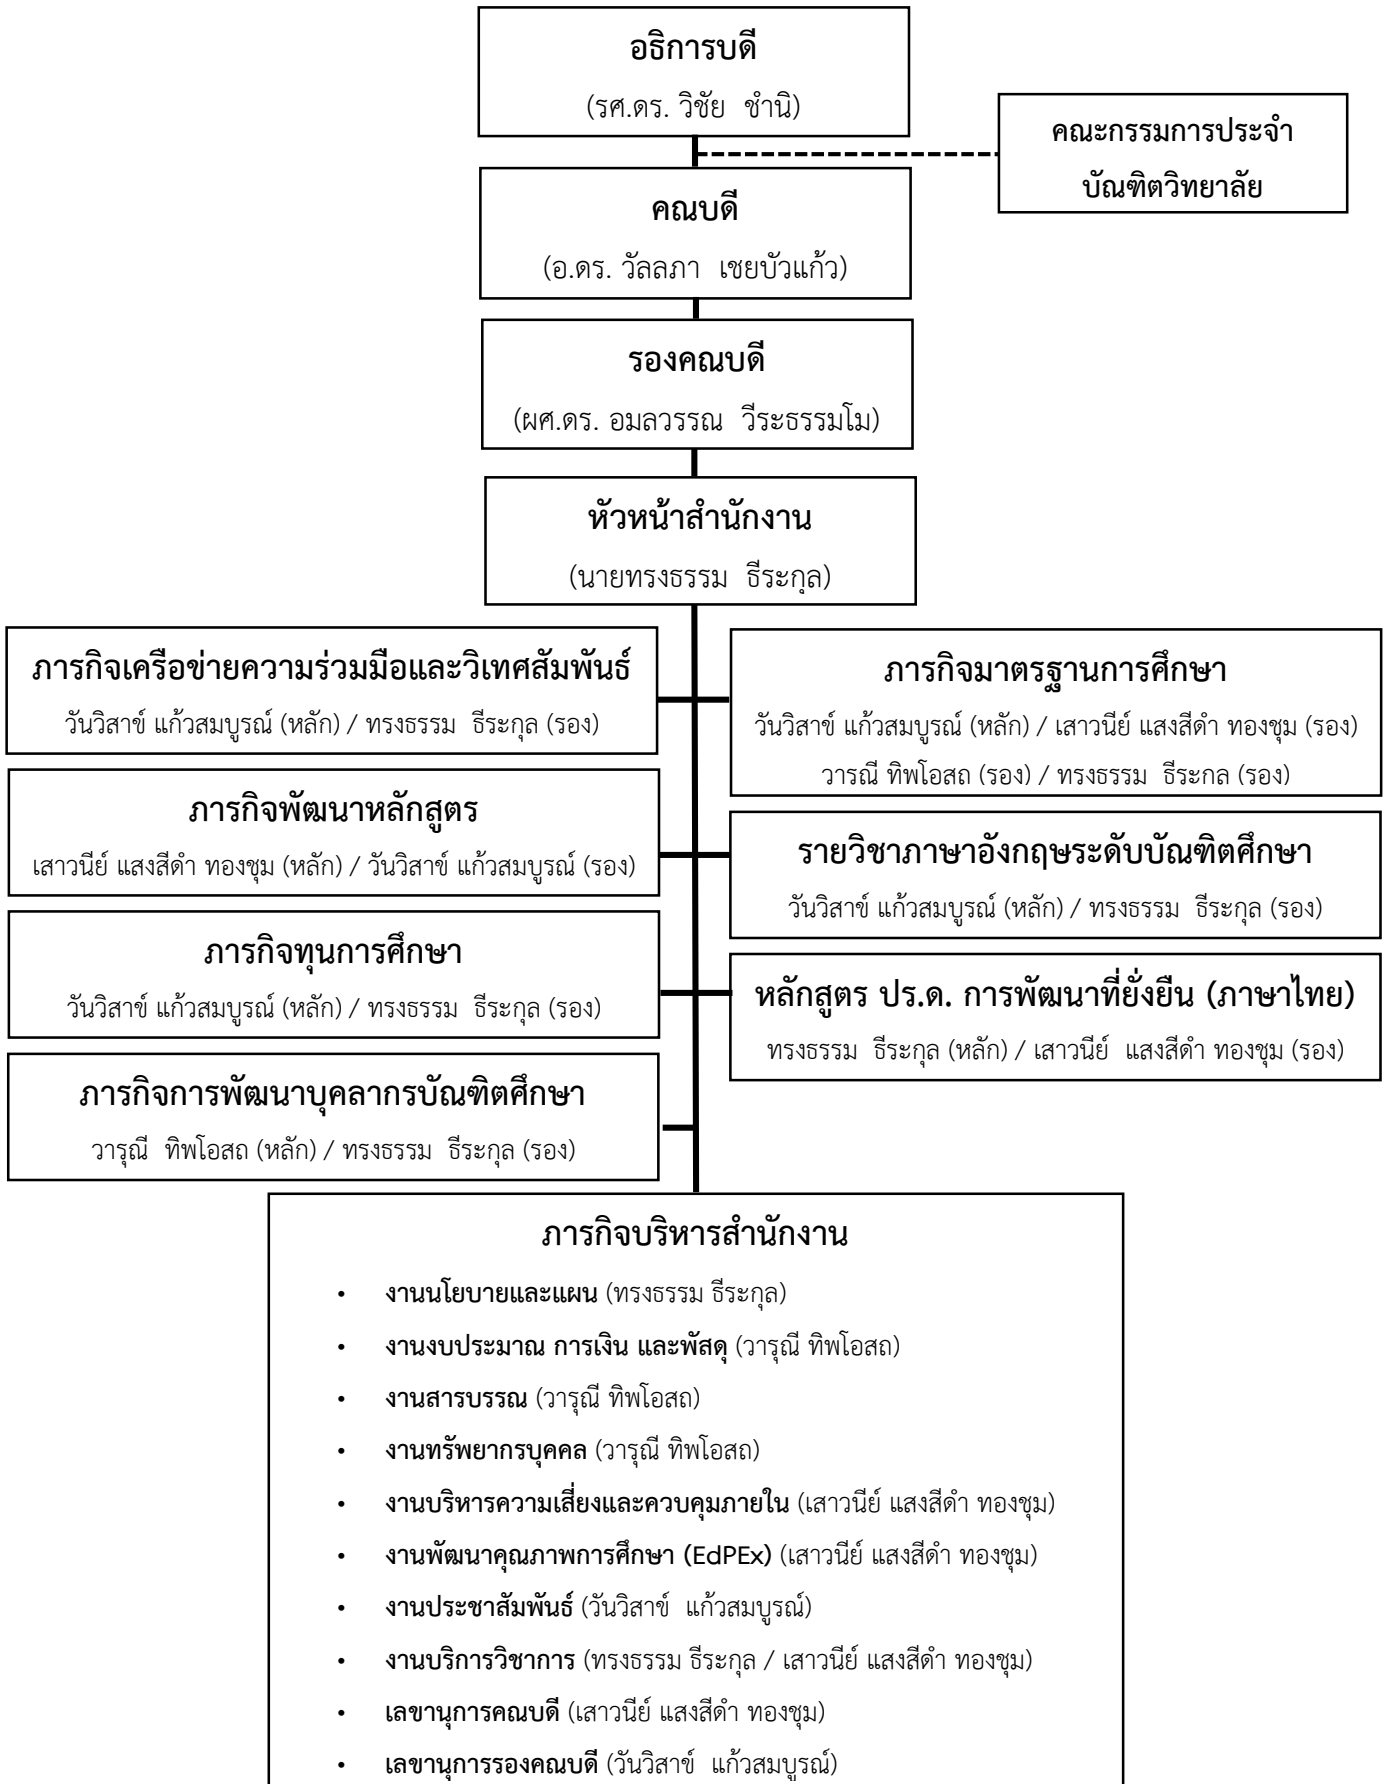 อธิการบดี
(รศ.ดร. วิชัย ชำนิ)
คณะกรรมการประจำ
บัณฑิตวิทยาลัย
คณบดี
(อ.ดร. วัลลภา เชยบัวแก้ว)
รองคณบดี
(ผศ.ดร. อมลวรรณ วีระธรรมโม)
หัวหน้าสำนักงาน
(นายทรงธรรม ธีระกุล)
ภารกิจเครือข่ายความร่วมมือและวิเทศสัมพันธ์
วันวิสาข์ แก้วสมบูรณ์ (หลัก) / ทรงธรรม ธีระกุล (รอง)
ภารกิจมาตรฐานการศึกษา
วันวิสาข์ แก้วสมบูรณ์ (หลัก) / เสาวนีย์ แสงสีดำ ทองชุม (รอง)
วารณี ทิพโอสถ (รอง) / ทรงธรรม ธีระกล (รอง)
ภารกิจพัฒนาหลักสูตร
เสาวนีย์ แสงสีดำ ทองชุม (หลัก) / วันวิสาข์ แก้วสมบูรณ์ (รอง)
รายวิชาภาษาอังกฤษระดับบัณฑิตศึกษา
วันวิสาข์ แก้วสมบูรณ์ (หลัก) / ทรงธรรม ธีระกุล (รอง)
ภารกิจทุนการศึกษา
วันวิสาข์ แก้วสมบูรณ์ (หลัก) / ทรงธรรม ธีระกุล (รอง)
หลักสูตร ปร.ด. การพัฒนาที่ยั่งยืน (ภาษาไทย)
ทรงธรรม ธีระกุล (หลัก) / เสาวนีย์ แสงสีดำ ทองชุม (รอง)
ภารกิจการพัฒนาบุคลากรบัณฑิตศึกษา
วารุณี ทิพโอสถ (หลัก) / ทรงธรรม ธีระกุล (รอง)
ภารกิจบริหารสำนักงาน
• งานนโยบายและแผน (ทรงธรรม ธีระกุล)
• งานงบประมาณ การเงิน และพัสดุ (วารุณี ทิพโอสถ)
• งานสารบรรณ (วารุณี ทิพโอสถ)
• งานทรัพยากรบุคคล (วารุณี ทิพโอสถ)
• งานบริหารความเสี่ยงและควบคุมภายใน (เสาวนีย์ แสงสีดำ ทองชุม)
• งานพัฒนาคุณภาพการศึกษา (EdPEx) (เสาวนีย์ แสงสีดำ ทองชุม)
• งานประชาสัมพันธ์ (วันวิสาข์ แก้วสมบูรณ์)
• งานบริการวิชาการ (ทรงธรรม ธีระกุล / เสาวนีย์ แสงสีดำ ทองชุม)
• เลขานุการคณบดี (เสาวนีย์ แสงสีดำ ทองชุม)
• เลขานุการรองคณบดี (วันวิสาข์ แก้วสมบูรณ์)